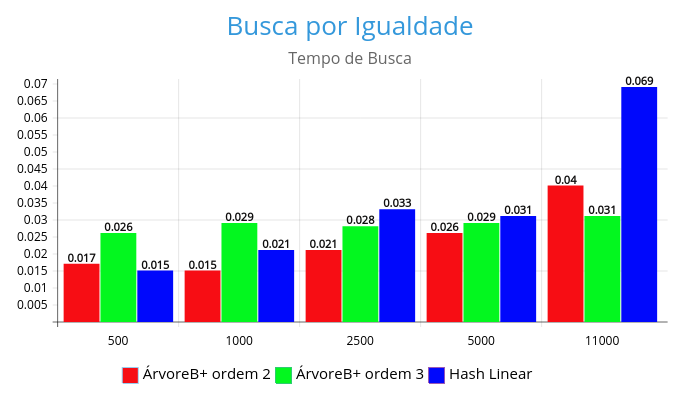 Busca por Igualdade
Tempo de Busca
0.07
0.065
0.06
0.055
0.05
0.045
0.04
0.035
0.03
0.025
0.02
0.015
0.01
0.005
0.017 0.026 0.015 0.015 0.029 0.021 0.021 0.028 0.033 0.026 0.029 0.031 0.04 0.031 0.069
500 1000 2500 5000 11000
ÁrvoreB+ ordem 2 ÁrvoreB+ ordem 3 Hash Linear